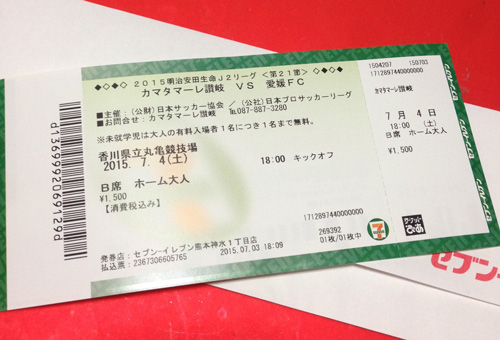 ◆◇◆◇ 2015明治安田生命J2リーグ <第21節> ◇◆◇◆
カマタマーレ讃岐 VS 愛媛FC
■主催:(公財)日本サッカー協会/(公社)日本プロサッカーリーグ
■お問合せ:カマタマーレ讃岐 TEL087-887-3280
※未就学児は大人の有料入場者1名につき1名まで無料。
香川県立丸亀競技場
2015. 7. 4(土) 18:00 キックオフ
B席 ホーム大人
¥1,500
【消費税込み】
1712897440000000
269392
01枚/01枚中
発券店:セブン-イレブン熊本神水1丁目店
払込票:2367306605765 2015.07.03 18:09
d1369992069129d
1504207 150703
1712897440000000
カマタマーレ讃岐
7月 4日
18:00 (土)
B席 ホーム大人
¥1,500
チケットぴあ
セブン-